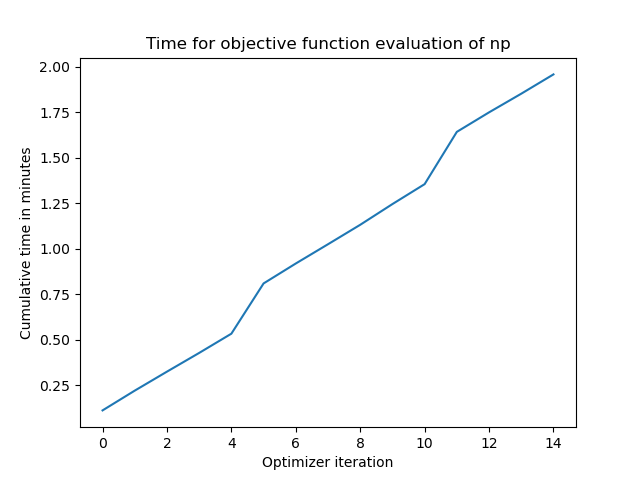 Time for objective function evaluation of np
Cumulative time in minutes
2.00
1.75
1.50
1.25
1.00
0.75
0.50
0.25
0 2 4 6 8 10 12 14
Optimizer iteration